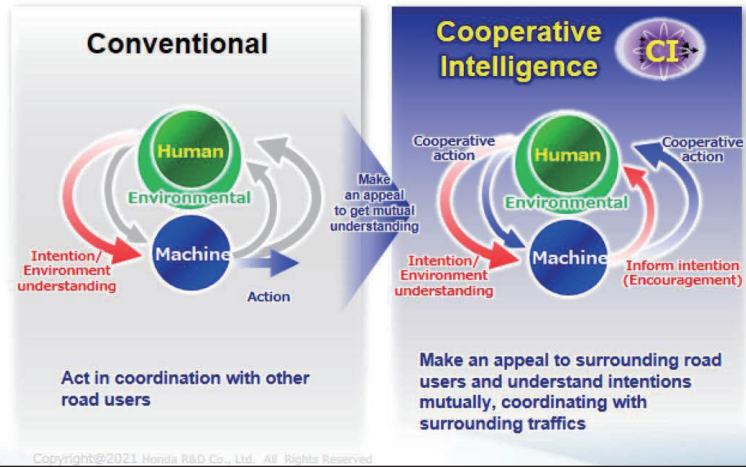 Conventional
Human
Environmental
Machine
Intention/
Environment
understanding
Action
Act in coordination with other
road users
Make
an appeal
to get mutual
understanding
Cooperative
Intelligence
CI
Cooperative
action
Human
Cooperative
action
Environmental
Machine
Intention/
Environment
understanding
Inform intention
(Encouragement)
Make an appeal to surrounding road
users and understand intentions
mutually, coordinating with
surrounding traffics
Copyright@2021 Honda R&D Co., Ltd. All Rights Reserved